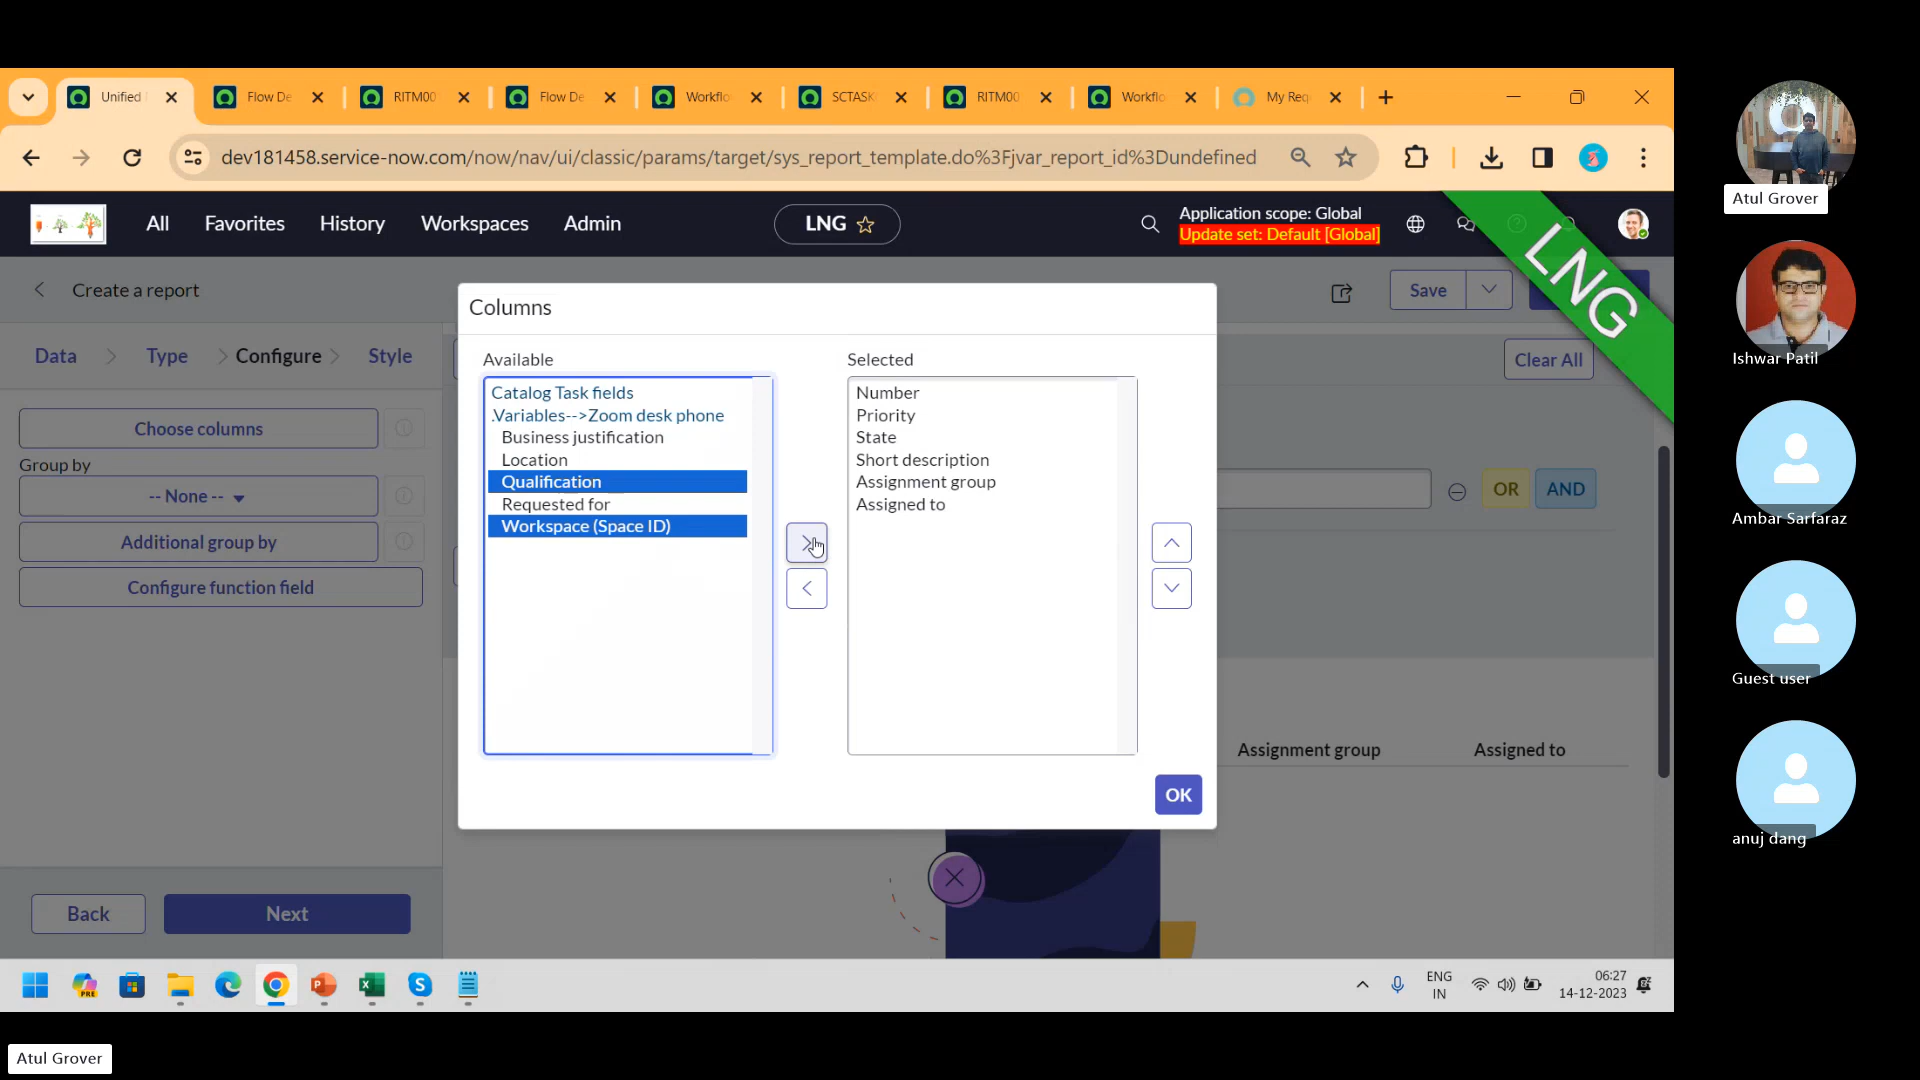 Unified
Flow De
RITM00
Flow De
Workflo
SCTASK
RITM00
Workflo
My Req
dev181458.service-now.com/now/nav/ui/classic/params/target/sys_report_template.do%3Fjvar_report_id%3Dundefined
All
Favorites
History
Workspaces
Admin
LNG
Application scope: Global
Update set: Default [Global]
LNG
Create a report
Save
Data
Type
Configure
Style
Clear All
Choose columns
Group by
-- None --
Additional group by
Configure function field
Back
Next
Columns
Available
Catalog Task fields
.Variables-->Zoom desk phone
Business justification
Location
Qualification
Requested for
Workspace (Space ID)
Selected
Number
Priority
State
Short description
Assignment group
Assigned to
OK
OR
AND
Assignment group
Assigned to
PRE
ENG
IN
06:27
14-12-2023
Atul Grover
Ishwar Patil
Ambar Sarfaraz
Guest user
anuj dang
Atul Grover